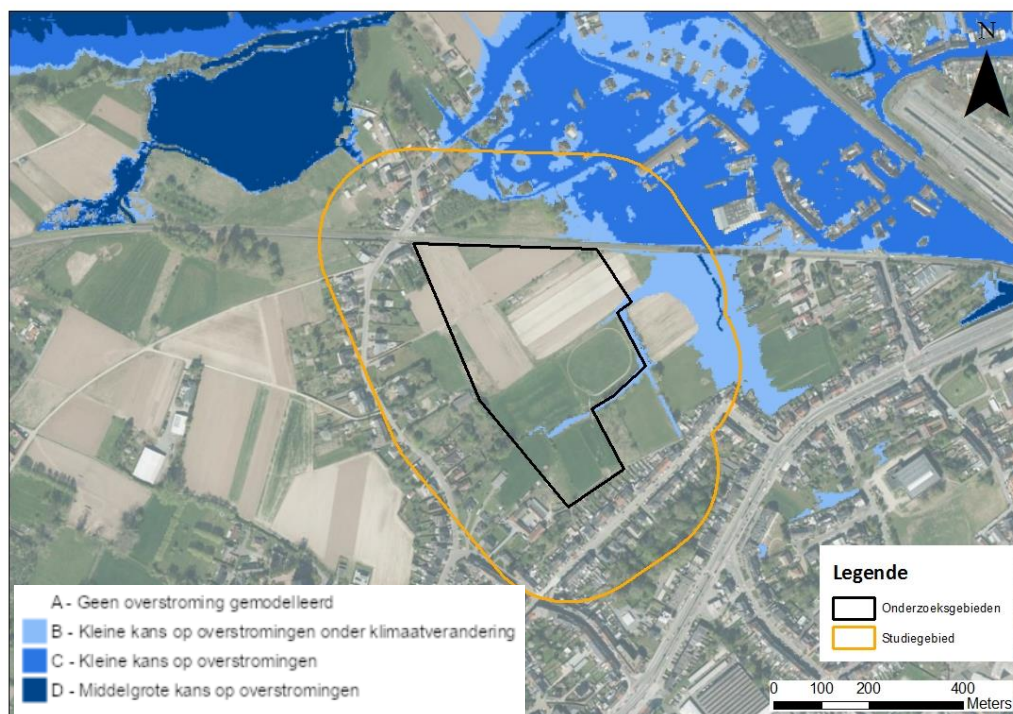 N
A - Geen overstroming gemodelleerd
B - Kleine kans op overstromingen onder klimaatverandering
C - Kleine kans op overstromingen
D - Middelgrote kans op overstromingen
Legende
Onderzoeksgebieden
Studiegebied
0 100 200 400
Meters